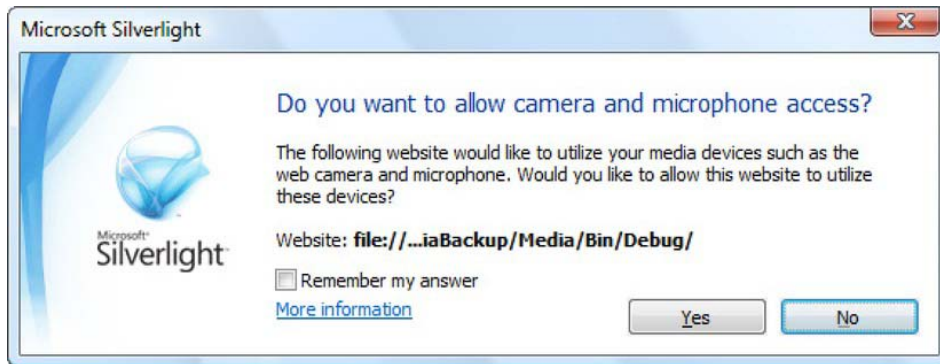 Microsoft Silverlight
Do you want to allow camera and microphone access?
The following website would like to utilize your media devices such as the
web camera and microphone. Would you like to allow this website to utilize
these devices?
Microsoft
Silverlight
Website: file://...iaBackup/Media/Bin/Debug/
Remember my answer
More information
Yes
No